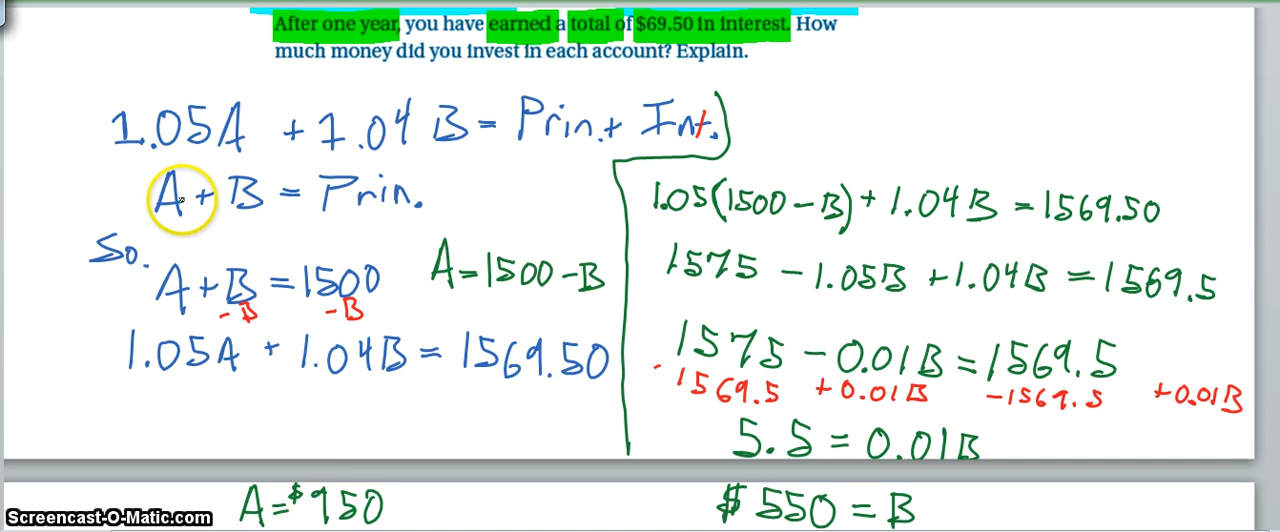 After one year, you have earned a total of $69.50 in interest. How
much money did you invest in each account? Explain.
1.05A + 1.04B = Prin. + Int.
A + B = Prin.
So.
A + B = 1500
-B -B
A = 1500 - B
1.05A + 1.04B = 1569.50
1.05(1500 - B) + 1.04B = 1569.50
1575 - 1.05B + 1.04B = 1569.5
1575 - 0.01B = 1569.5
-1569.5 +0.01B -1569.5 +0.01B
5.5 = 0.01B
A = $950
$550 = B
Screencast-O-Matic.com